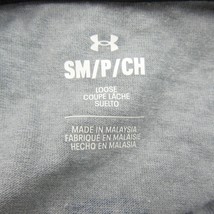 SM/P/CH
LOOSE
COUPE LÂCHE
SUELTO
MADE IN MALAYSIA
FABRIQUÉ EN MALAISIE
HECHO EN MALASIA